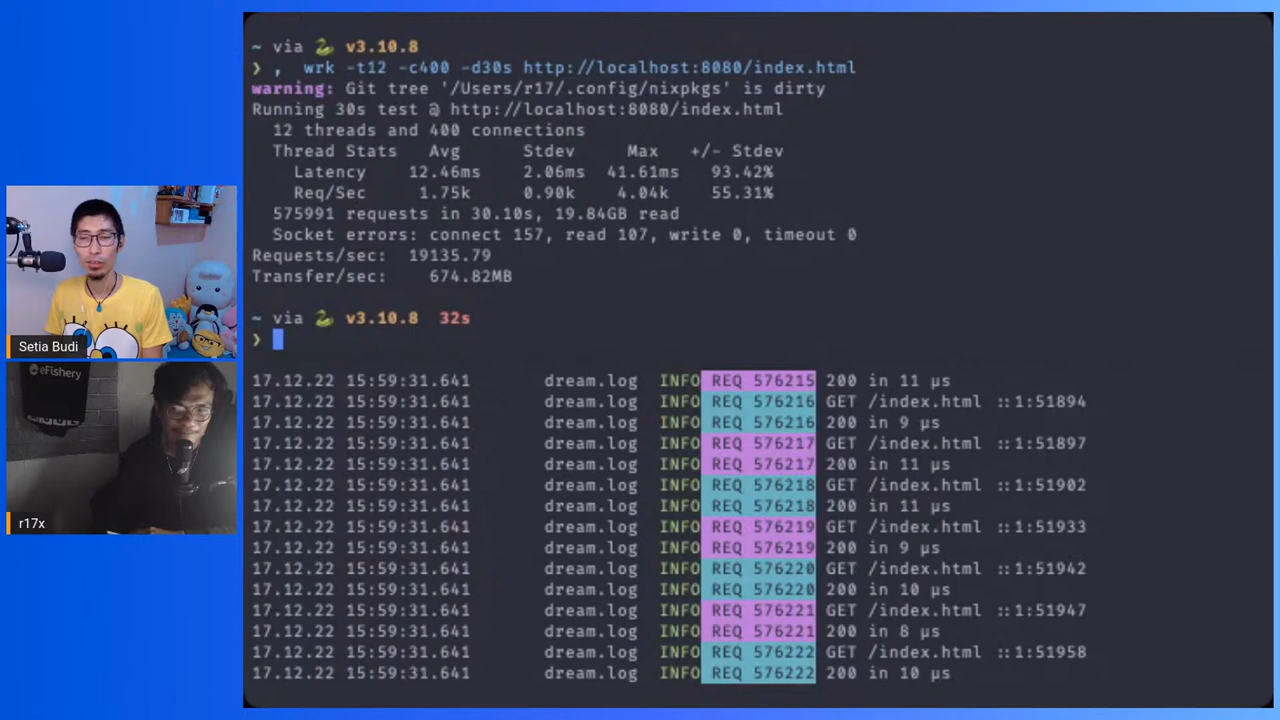 ~ via 🐍 v3.10.8
❯ , wrk -t12 -c400 -d30s http://localhost:8080/index.html
warning: Git tree '/Users/r17/.config/nixpkgs' is dirty
Running 30s test @ http://localhost:8080/index.html
12 threads and 400 connections
Thread Stats Avg Stdev Max +/- Stdev
Latency 12.46ms 2.06ms 41.61ms 93.42%
Req/Sec 1.75k 0.90k 4.04k 55.31%
575991 requests in 30.10s, 19.84GB read
Socket errors: connect 157, read 107, write 0, timeout 0
Requests/sec: 19135.79
Transfer/sec: 674.82MB
~ via 🐍 v3.10.8 32s
❯
17.12.22 15:59:31.641 dream.log INFO REQ 576215 200 in 11 µs
17.12.22 15:59:31.641 dream.log INFO REQ 576216 GET /index.html ::1:51894
17.12.22 15:59:31.641 dream.log INFO REQ 576216 200 in 9 µs
17.12.22 15:59:31.641 dream.log INFO REQ 576217 GET /index.html ::1:51897
17.12.22 15:59:31.641 dream.log INFO REQ 576217 200 in 11 µs
17.12.22 15:59:31.641 dream.log INFO REQ 576218 GET /index.html ::1:51902
17.12.22 15:59:31.641 dream.log INFO REQ 576218 200 in 11 µs
17.12.22 15:59:31.641 dream.log INFO REQ 576219 GET /index.html ::1:51933
17.12.22 15:59:31.641 dream.log INFO REQ 576219 200 in 9 µs
17.12.22 15:59:31.641 dream.log INFO REQ 576220 GET /index.html ::1:51942
17.12.22 15:59:31.641 dream.log INFO REQ 576220 200 in 10 µs
17.12.22 15:59:31.641 dream.log INFO REQ 576221 GET /index.html ::1:51947
17.12.22 15:59:31.641 dream.log INFO REQ 576221 200 in 8 µs
17.12.22 15:59:31.641 dream.log INFO REQ 576222 GET /index.html ::1:51958
17.12.22 15:59:31.641 dream.log INFO REQ 576222 200 in 10 µs
Setia Budi
eFishery
r17x